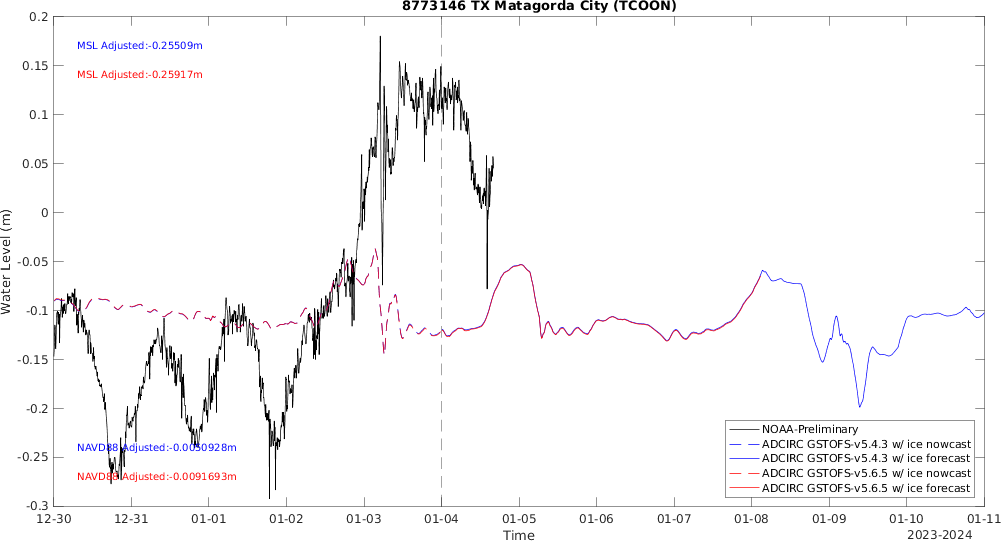 8773146 TX Matagorda City (TCOON)
0.2
0.15
0.1
0.05
0
-0.05
-0.1
-0.15
-0.2
-0.25
-0.3
Water Level (m)
MSL Adjusted:-0.25509m
MSL Adjusted:-0.25917m
NAVD88 Adjusted:-0.0050928m
NAVD88 Adjusted:-0.0091693m
NOAA-Preliminary
ADCIRC GSTOFS-v5.4.3 w/ ice nowcast
ADCIRC GSTOFS-v5.4.3 w/ ice forecast
ADCIRC GSTOFS-v5.6.5 w/ ice nowcast
ADCIRC GSTOFS-v5.6.5 w/ ice forecast
12-30 12-31 01-01 01-02 01-03 01-04 01-05 01-06 01-07 01-08 01-09 01-10 01-11
Time
2023-2024